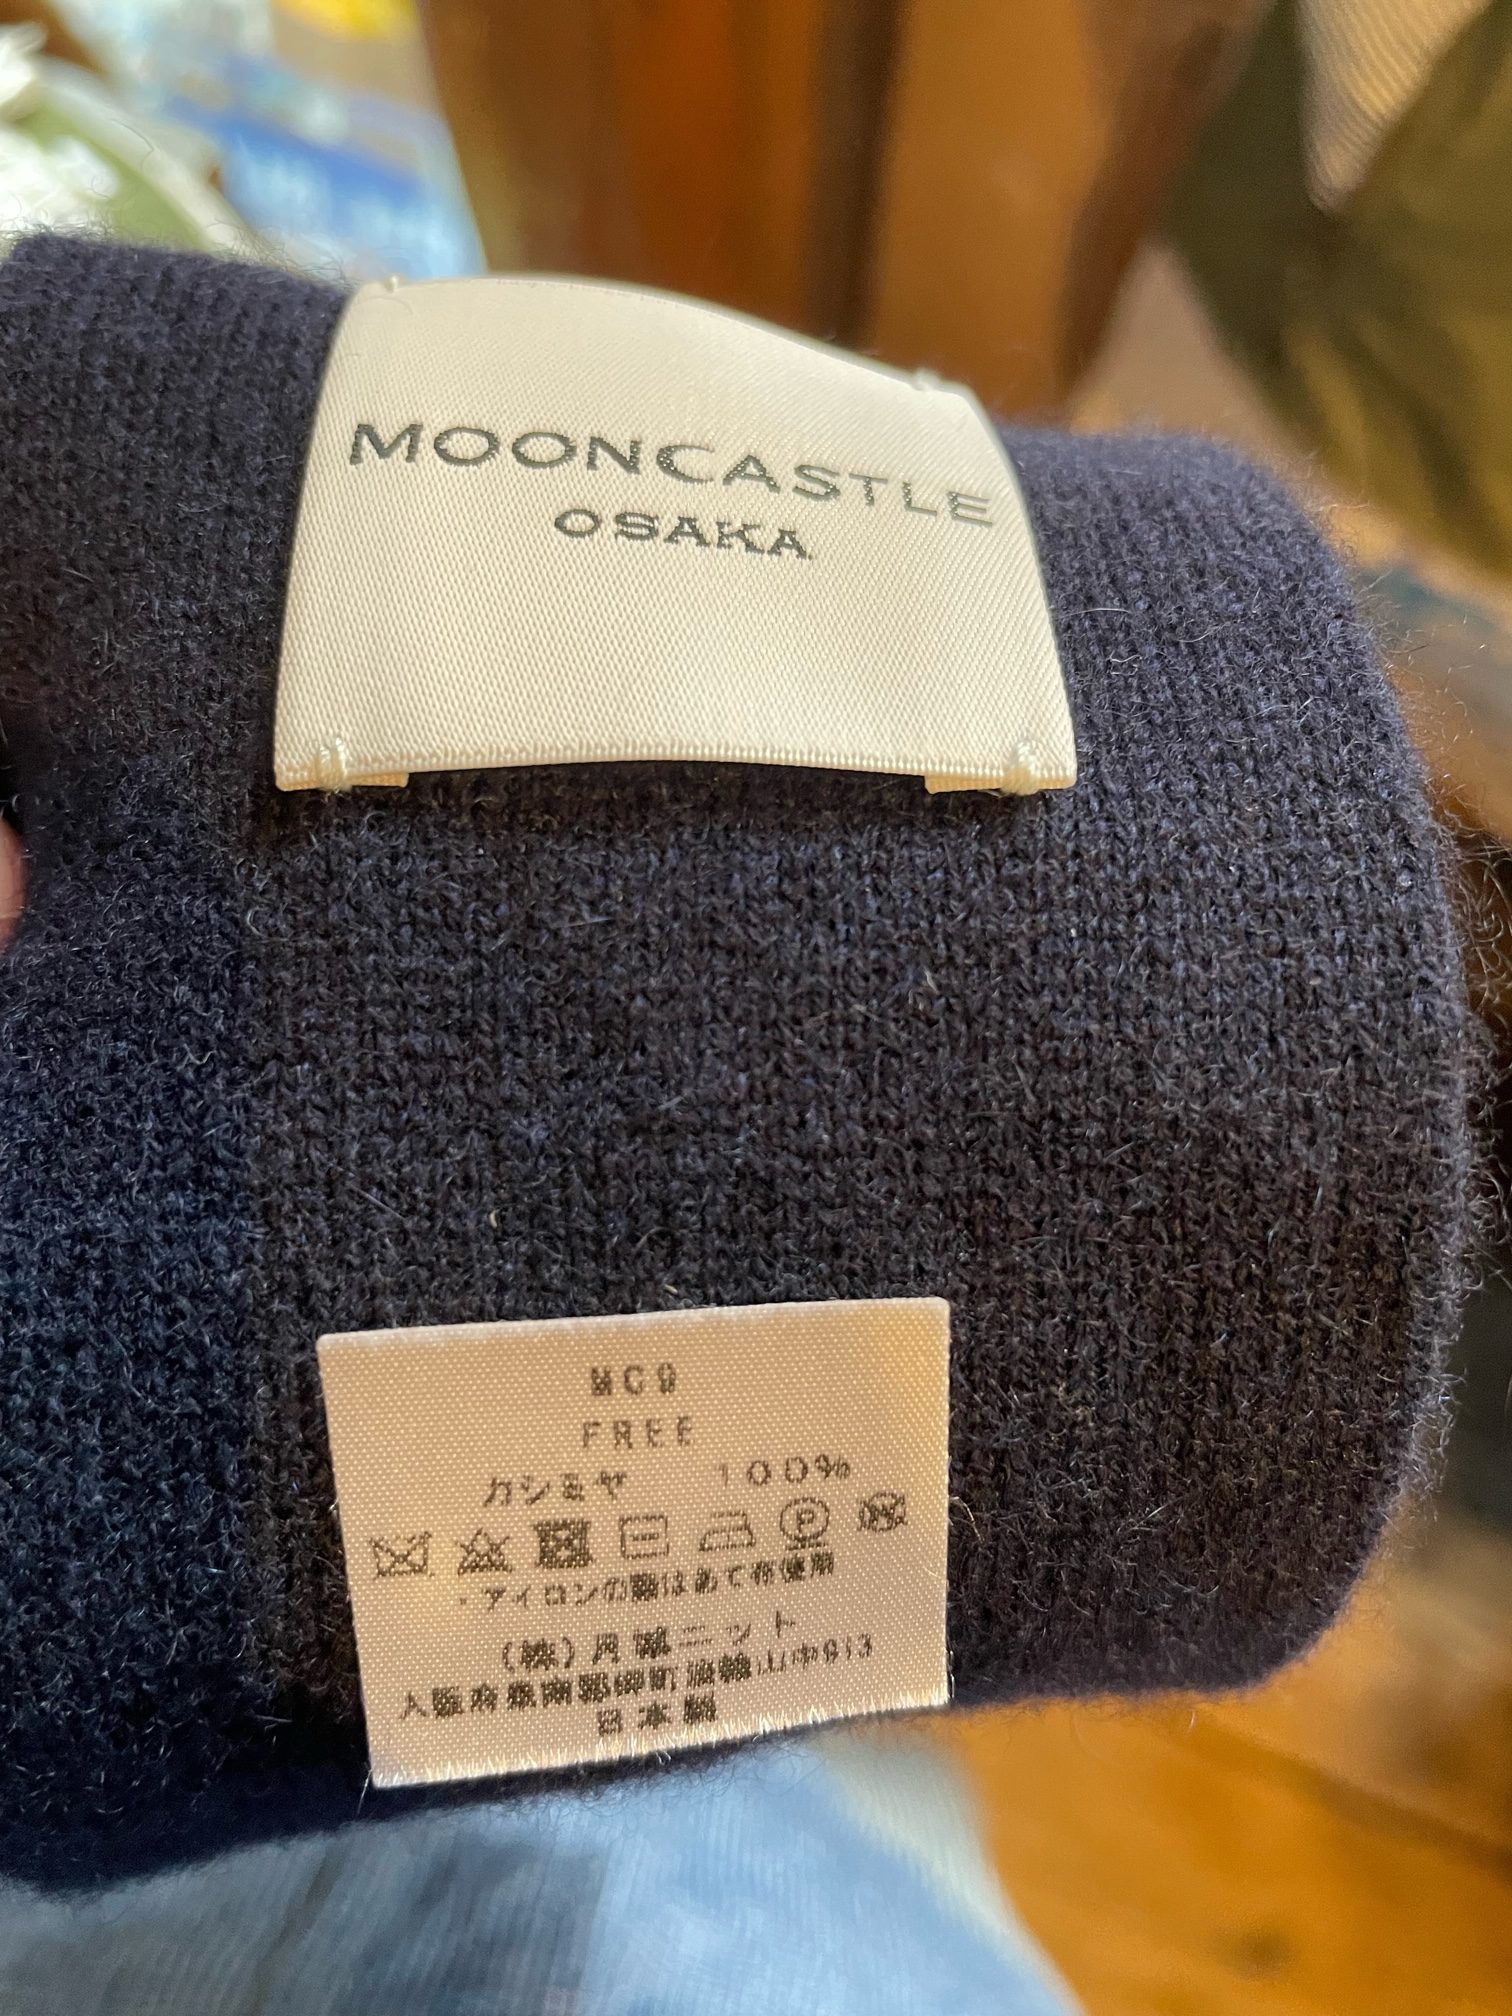 MOONCASTLE
OSAKA
MC9
FREE
カシミヤ 100%
P
・アイロンの際はあて布使用
(株)月城ニット
日本製